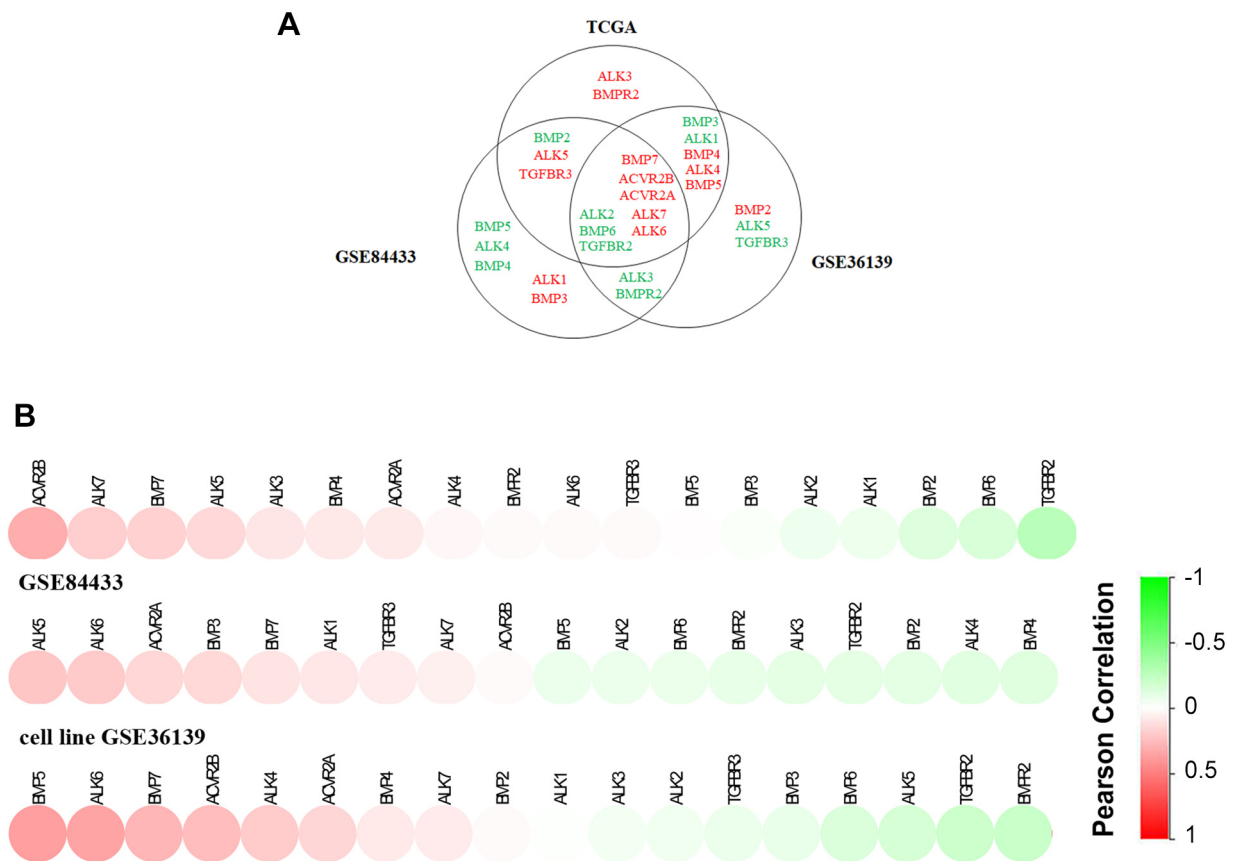 A
TCGA
ALK3
BMPR2
BMP2
ALK5
TGFBR3
BMP3
ALK1
BMP4
ALK4
BMP5
BMP7
ACVR2B
ACVR2A
ALK7
ALK6
ALK2
BMP6
TGFBR2
BMP2
ALK5
TGFBR3
BMP5
ALK4
BMP4
ALK1
BMP3
ALK3
BMPR2
GSE84433
GSE36139
B
ACVR2B ALK7 BMP7 ALK5 ALK3 BMP4 ACVR2A ALK4 BMPR2 ALK6 TGFBR3 BMP5 BMP3 ALK2 ALK1 BMP2 BMP6 TGFBR2
GSE84433
ALK5 ALK6 ACVR2A BMP3 BMP7 ALK1 TGFBR3 ALK7 ACVR2B BMP5 ALK2 BMP6 BMPR2 ALK3 TGFBR2 BMP2 ALK4 BMP4
cell line GSE36139
BMP5 ALK6 BMP7 ACVR2B ALK4 ACVR2A BMP4 ALK7 BMP2 ALK1 ALK3 ALK2 TGFBR3 BMP3 BMP6 ALK5 TGFBR2 BMPR2
Pearson Correlation
-1
-0.5
0
0.5
1